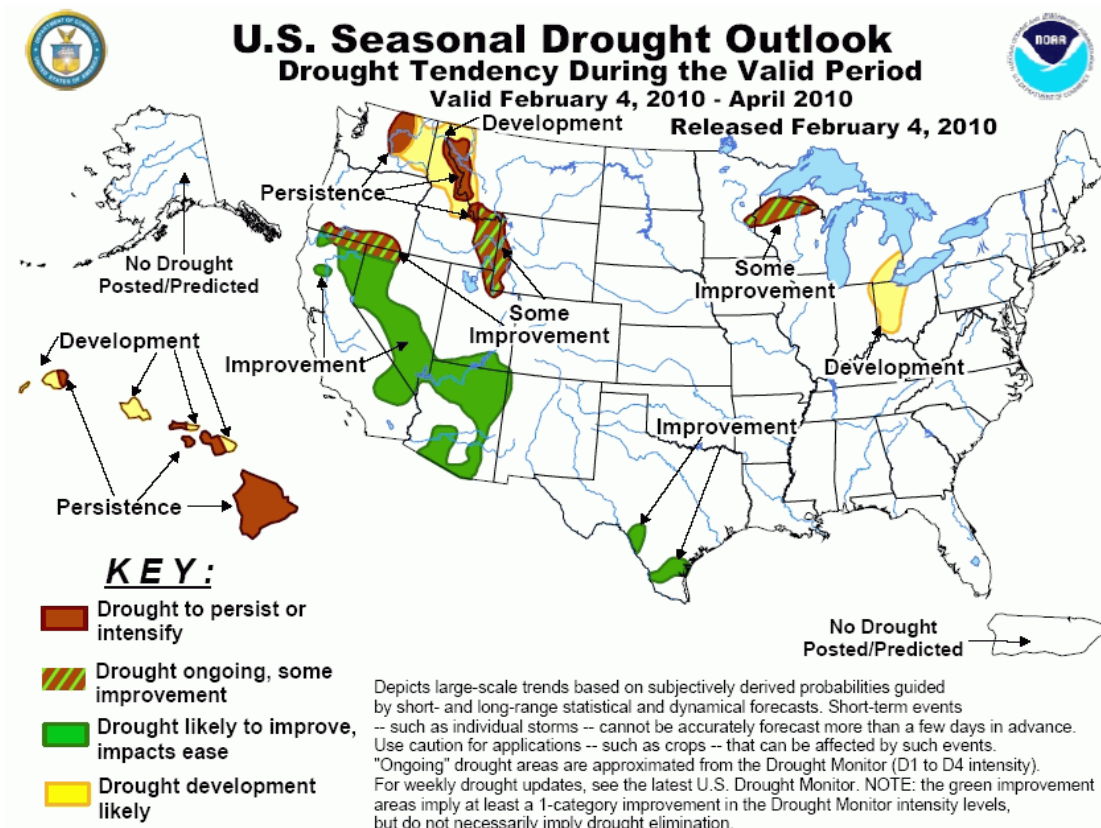 U.S. Seasonal Drought Outlook
Drought Tendency During the Valid Period
Valid February 4, 2010 - April 2010
Released February 4, 2010
DEPARTMENT OF COMMERCE
UNITED STATES OF AMERICA
NOAA
Development
Persistence
No Drought
Posted/Predicted
Some
Improvement
Some
Improvement
Development
Improvement
Development
Improvement
Persistence
KEY:
Drought to persist or
intensify
Drought ongoing, some
improvement
Drought likely to improve,
impacts ease
Drought development
likely
No Drought
Posted/Predicted
Depicts large-scale trends based on subjectively derived probabilities guided
by short- and long-range statistical and dynamical forecasts. Short-term events
-- such as individual storms -- cannot be accurately forecast more than a few days in advance.
Use caution for applications -- such as crops -- that can be affected by such events.
"Ongoing" drought areas are approximated from the Drought Monitor (D1 to D4 intensity).
For weekly drought updates, see the latest U.S. Drought Monitor. NOTE: the green improvement
areas imply at least a 1-category improvement in the Drought Monitor intensity levels,
but do not necessarily imply drought elimination.